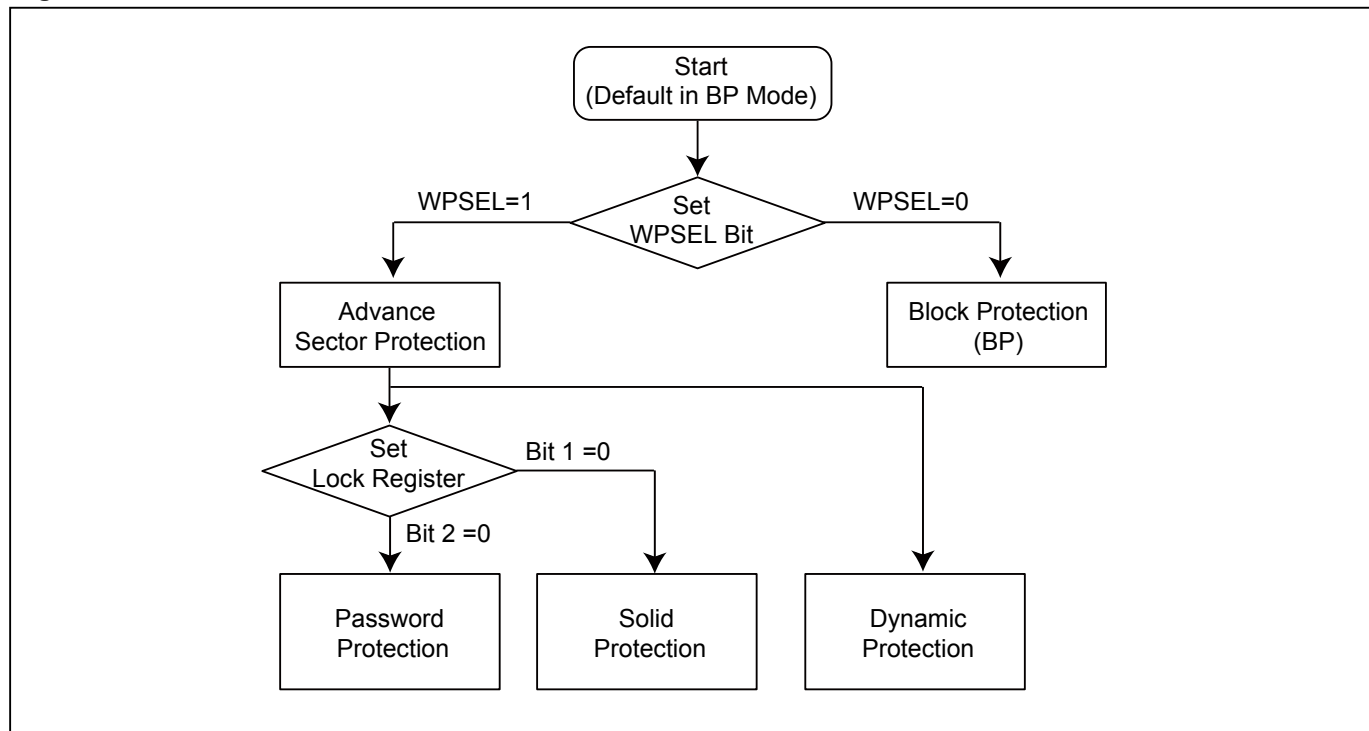 Start
(Default in BP Mode)
WPSEL=1
Set
WPSEL Bit
WPSEL=0
Advance
Sector Protection
Block Protection
(BP)
Set
Lock Register
Bit 1 =0
Bit 2 =0
Password
Protection
Solid
Protection
Dynamic
Protection